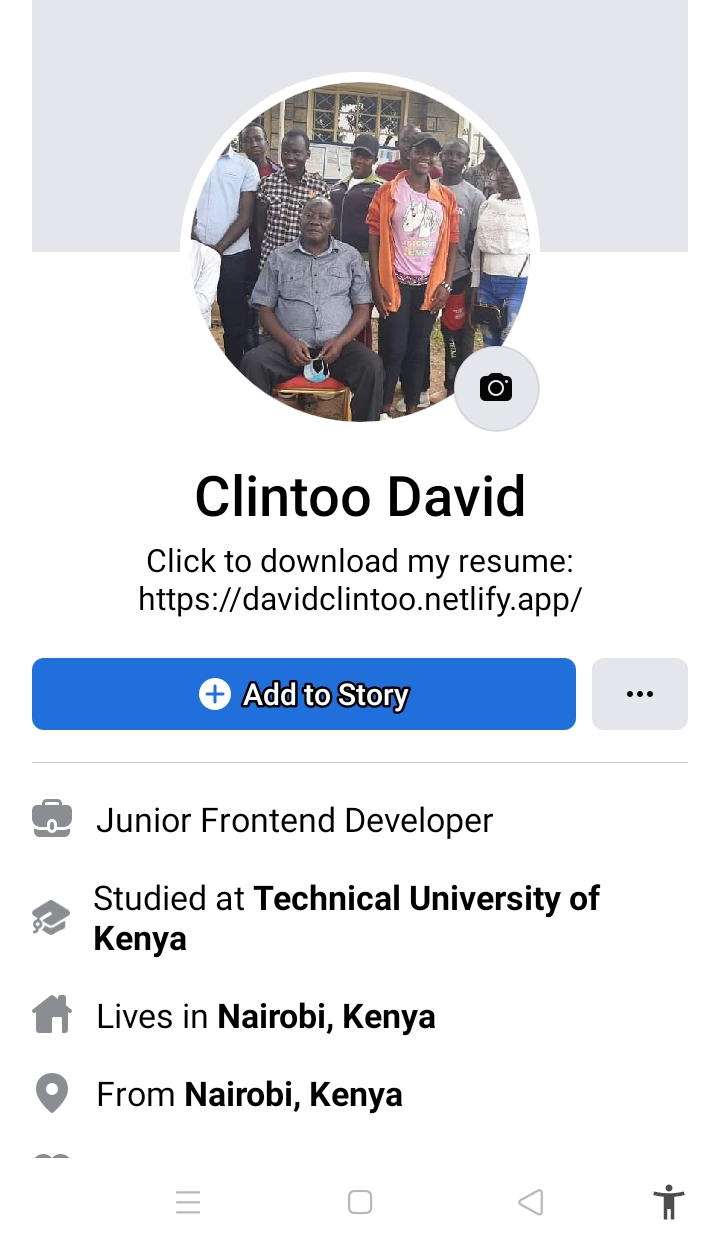 Clintoo David
Click to download my resume:
https://davidclintoo.netlify.app/
Add to Story
Junior Frontend Developer
Studied at Technical University of
Kenya
Lives in Nairobi, Kenya
From Nairobi, Kenya